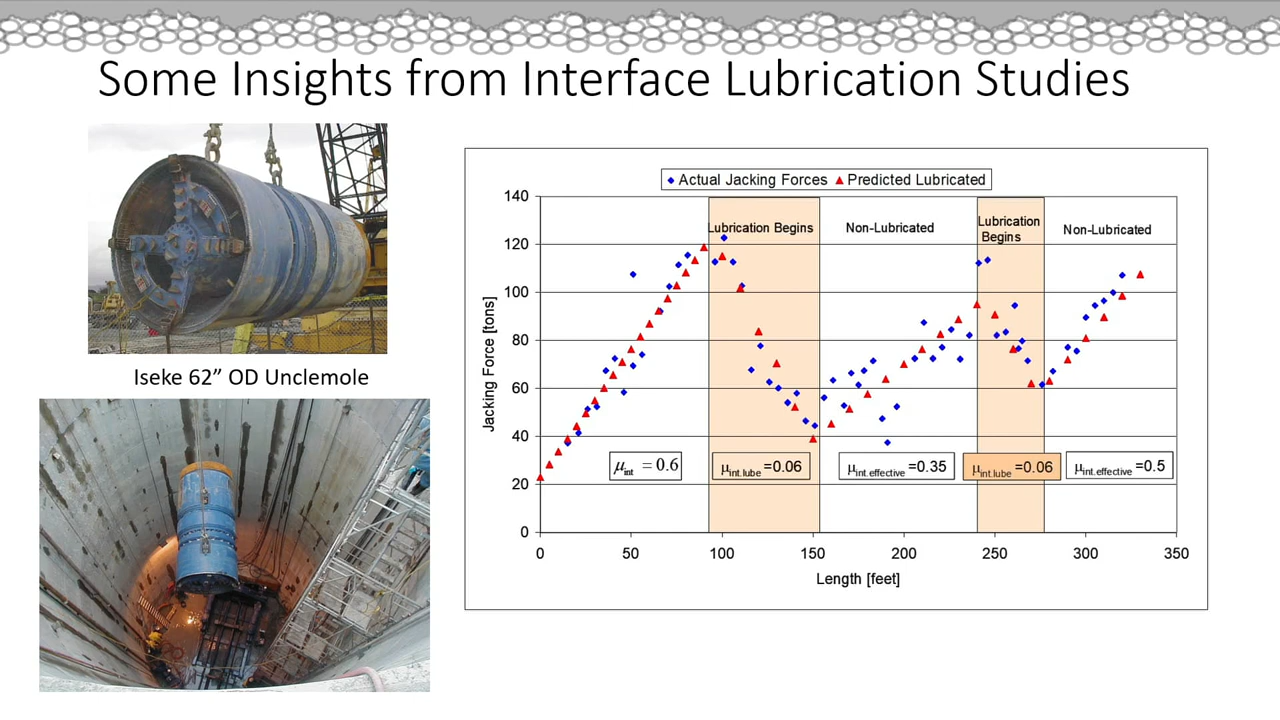 Some Insights from Interface Lubrication Studies
Iseke 62” OD Unclemole
Actual Jacking Forces Predicted Lubricated
Jacking Force [tons]
140
120
100
80
60
40
20
0
Lubrication Begins
Non-Lubricated
Lubrication
Begins
Non-Lubricated
μint = 0.6
μint.lube =0.06
μint.effective =0.35
μint.lube =0.06
μint.effective =0.5
0 50 100 150 200 250 300 350
Length [feet]